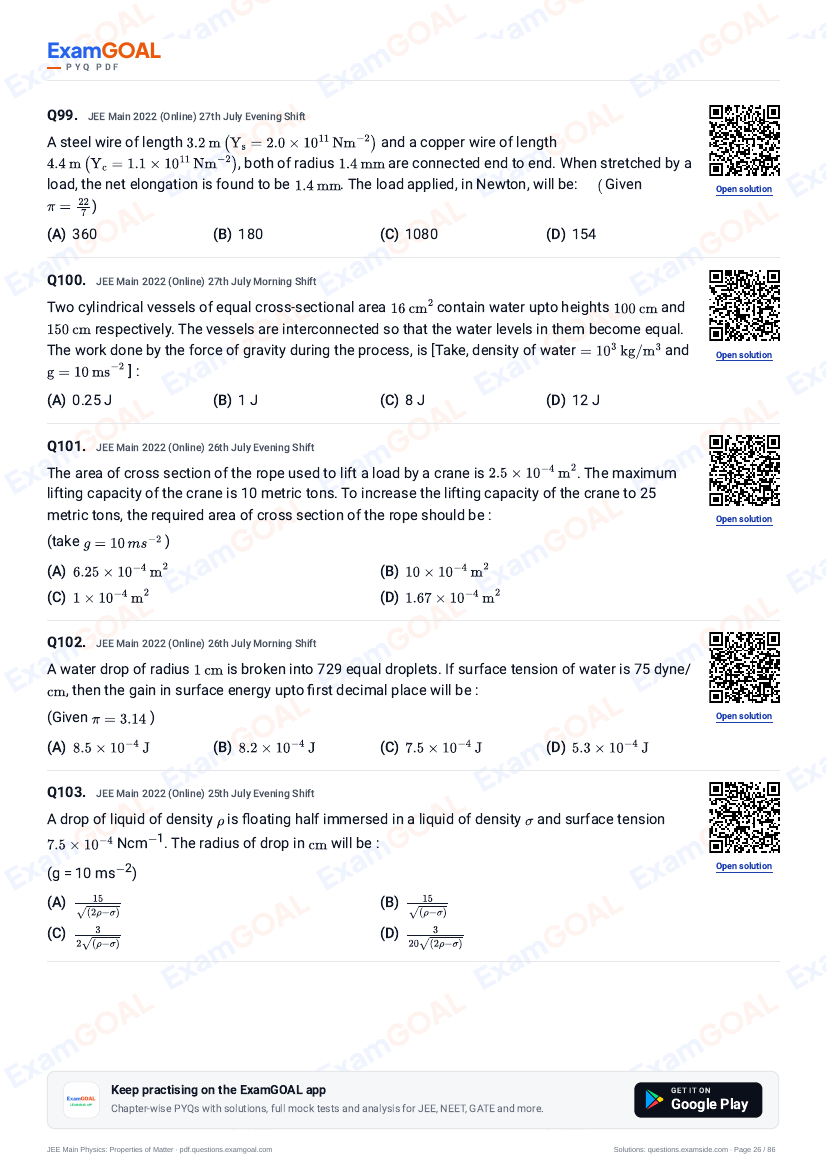 ExamGOAL
PYQ PDF
Q99. JEE Main 2022 (Online) 27th July Evening Shift
A steel wire of length 3.2 m (Yₛ = 2.0 × 10¹¹ Nm⁻²) and a copper wire of length
4.4 m (Y_c = 1.1 × 10¹¹ Nm⁻²), both of radius 1.4 mm are connected end to end. When stretched by a
load, the net elongation is found to be 1.4 mm. The load applied, in Newton, will be: ( Given
π = 22/7 )
(A) 360 (B) 180 (C) 1080 (D) 154
Open solution
Q100. JEE Main 2022 (Online) 27th July Morning Shift
Two cylindrical vessels of equal cross-sectional area 16 cm² contain water upto heights 100 cm and
150 cm respectively. The vessels are interconnected so that the water levels in them become equal.
The work done by the force of gravity during the process, is [Take, density of water = 10³ kg/m³ and
g = 10 ms⁻² ] :
(A) 0.25 J (B) 1 J (C) 8 J (D) 12 J
Open solution
Q101. JEE Main 2022 (Online) 26th July Evening Shift
The area of cross section of the rope used to lift a load by a crane is 2.5 × 10⁻⁴ m². The maximum
lifting capacity of the crane is 10 metric tons. To increase the lifting capacity of the crane to 25
metric tons, the required area of cross section of the rope should be :
(take g = 10 ms⁻² )
(A) 6.25 × 10⁻⁴ m² (B) 10 × 10⁻⁴ m²
(C) 1 × 10⁻⁴ m² (D) 1.67 × 10⁻⁴ m²
Open solution
Q102. JEE Main 2022 (Online) 26th July Morning Shift
A water drop of radius 1 cm is broken into 729 equal droplets. If surface tension of water is 75 dyne/
cm, then the gain in surface energy upto first decimal place will be :
(Given π = 3.14 )
(A) 8.5 × 10⁻⁴ J (B) 8.2 × 10⁻⁴ J (C) 7.5 × 10⁻⁴ J (D) 5.3 × 10⁻⁴ J
Open solution
Q103. JEE Main 2022 (Online) 25th July Evening Shift
A drop of liquid of density ρ is floating half immersed in a liquid of density σ and surface tension
7.5 × 10⁻⁴ Ncm⁻¹. The radius of drop in cm will be :
(g = 10 ms⁻²)
(A) 15/√(2ρ−σ) (B) 15/√(ρ−σ)
(C) 3/2√(ρ−σ) (D) 3/20√(2ρ−σ)
Open solution
Keep practising on the ExamGOAL app
Chapter-wise PYQs with solutions, full mock tests and analysis for JEE, NEET, GATE and more.
ExamGOAL
GET IT ON
Google Play
JEE Main Physics: Properties of Matter · pdf.questions.examgoal.com Solutions: questions.examside.com · Page 26 / 86